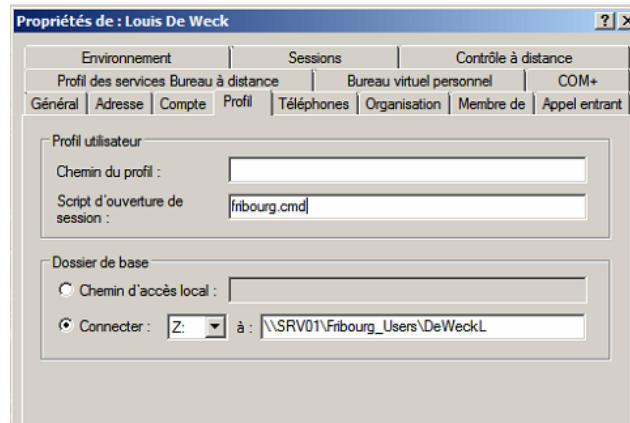 Propriétés de : Louis De Weck
Environnement Sessions Contrôle à distance
Profil des services Bureau à distance Bureau virtuel personnel COM+
Général Adresse Compte Profil Téléphones Organisation Membre de Appel entrant
Profil utilisateur
Chemin du profil :
Script d'ouverture de
session :
fribourg.cmd
Dossier de base
Chemin d'accès local :
Connecter : Z: à : \\SRV01\Fribourg_Users\DeWeckL